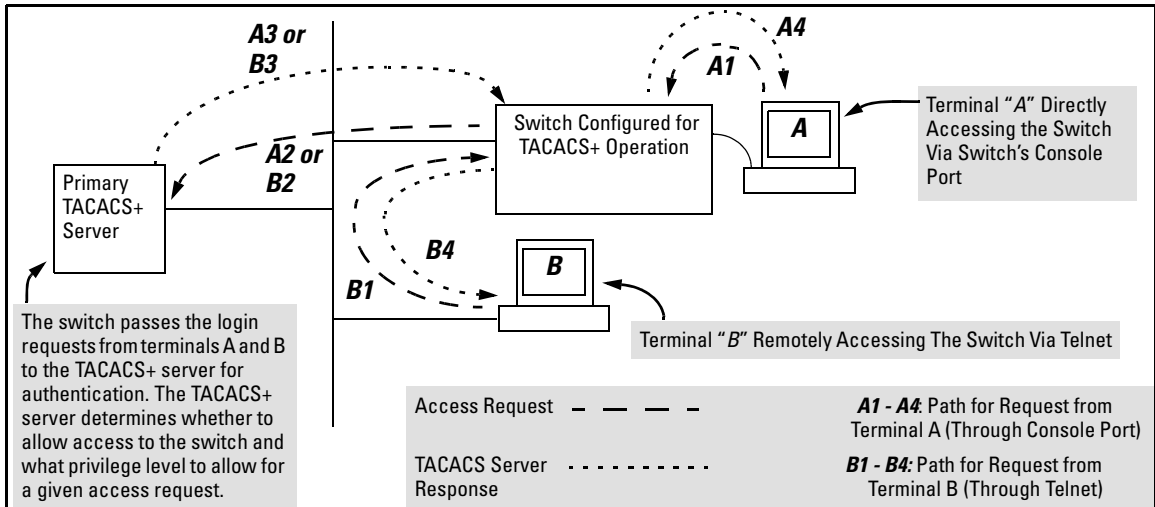 A3 or
B3
A4
A1
Switch Configured for
TACACS+ Operation
A
Terminal “A” Directly
Accessing the Switch
Via Switch’s Console
Port
A2 or
B2
Primary
TACACS+
Server
B4
B
B1
Terminal “B” Remotely Accessing The Switch Via Telnet
The switch passes the login
requests from terminals A and B
to the TACACS+ server for
authentication. The TACACS+
server determines whether to
allow access to the switch and
what privilege level to allow for
a given access request.
Access Request
A1 - A4: Path for Request from
Terminal A (Through Console Port)
TACACS Server
Response
B1 - B4: Path for Request from
Terminal B (Through Telnet)